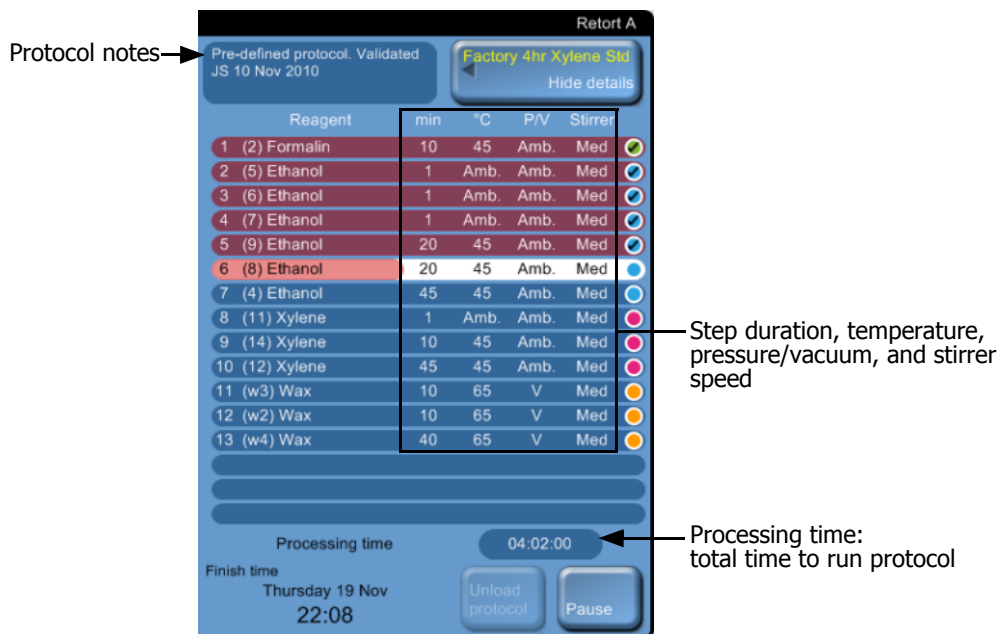 Retort A
Protocol notes
Pre-defined protocol. Validated
JS 10 Nov 2010
Factory 4hr Xylene Std
Hide details
Reagent min °C P/V Stirrer
1 (2) Formalin 10 45 Amb. Med
2 (5) Ethanol 1 Amb. Amb. Med
3 (6) Ethanol 1 Amb. Amb. Med
4 (7) Ethanol 1 Amb. Amb. Med
5 (9) Ethanol 20 45 Amb. Med
6 (8) Ethanol 20 45 Amb. Med
7 (4) Ethanol 45 45 Amb. Med
8 (11) Xylene 1 Amb. Amb. Med
9 (14) Xylene 10 45 Amb. Med
10 (12) Xylene 45 45 Amb. Med
11 (w3) Wax 10 65 V Med
12 (w2) Wax 10 65 V Med
13 (w4) Wax 40 65 V Med
Step duration, temperature,
pressure/vacuum, and stirrer
speed
Processing time 04:02:00
Processing time:
total time to run protocol
Finish time
Thursday 19 Nov
22:08
Unload
protocol
Pause